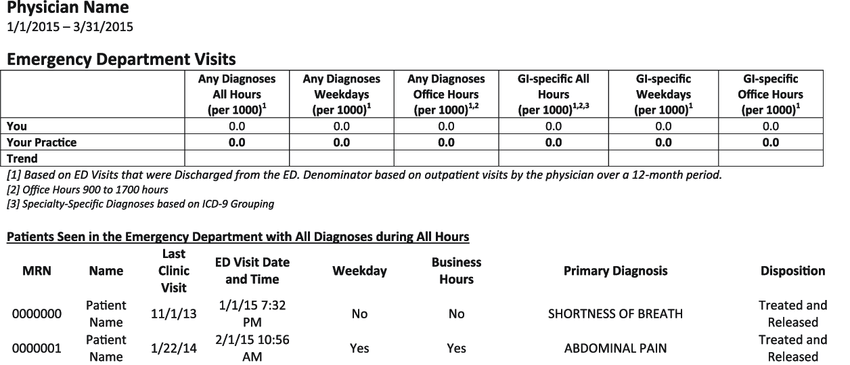 Physician Name
1/1/2015 – 3/31/2015
Emergency Department Visits
Any Diagnoses All Hours (per 1000)1 Any Diagnoses Weekdays (per 1000)1 Any Diagnoses Office Hours (per 1000)1,2 GI-specific All Hours (per 1000)1,2,3 GI-specific Weekdays (per 1000)1 GI-specific Office Hours (per 1000)1
You 0.0 0.0 0.0 0.0 0.0 0.0
Your Practice 0.0 0.0 0.0 0.0 0.0 0.0
Trend
[1] Based on ED Visits that were Discharged from the ED. Denominator based on outpatient visits by the physician over a 12-month period.
[2] Office Hours 900 to 1700 hours
[3] Specialty-Specific Diagnoses based on ICD-9 Grouping
Patients Seen in the Emergency Department with All Diagnoses during All Hours
MRN Name Last Clinic Visit ED Visit Date and Time Weekday Business Hours Primary Diagnosis Disposition
0000000 Patient Name 11/1/13 1/1/15 7:32 PM No No SHORTNESS OF BREATH Treated and Released
0000001 Patient Name 1/22/14 2/1/15 10:56 AM Yes Yes ABDOMINAL PAIN Treated and Released